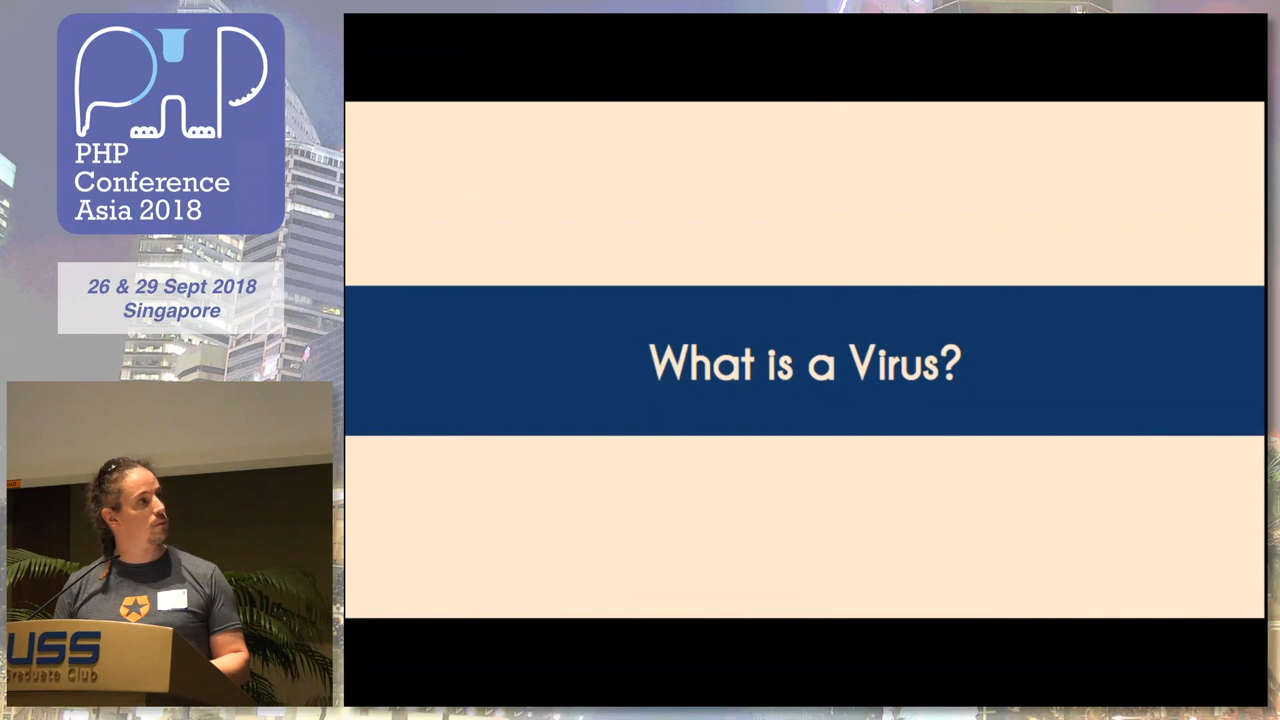 PHP
Conference
Asia 2018
26 & 29 Sept 2018
Singapore
What is a Virus?
USS
Graduate Club